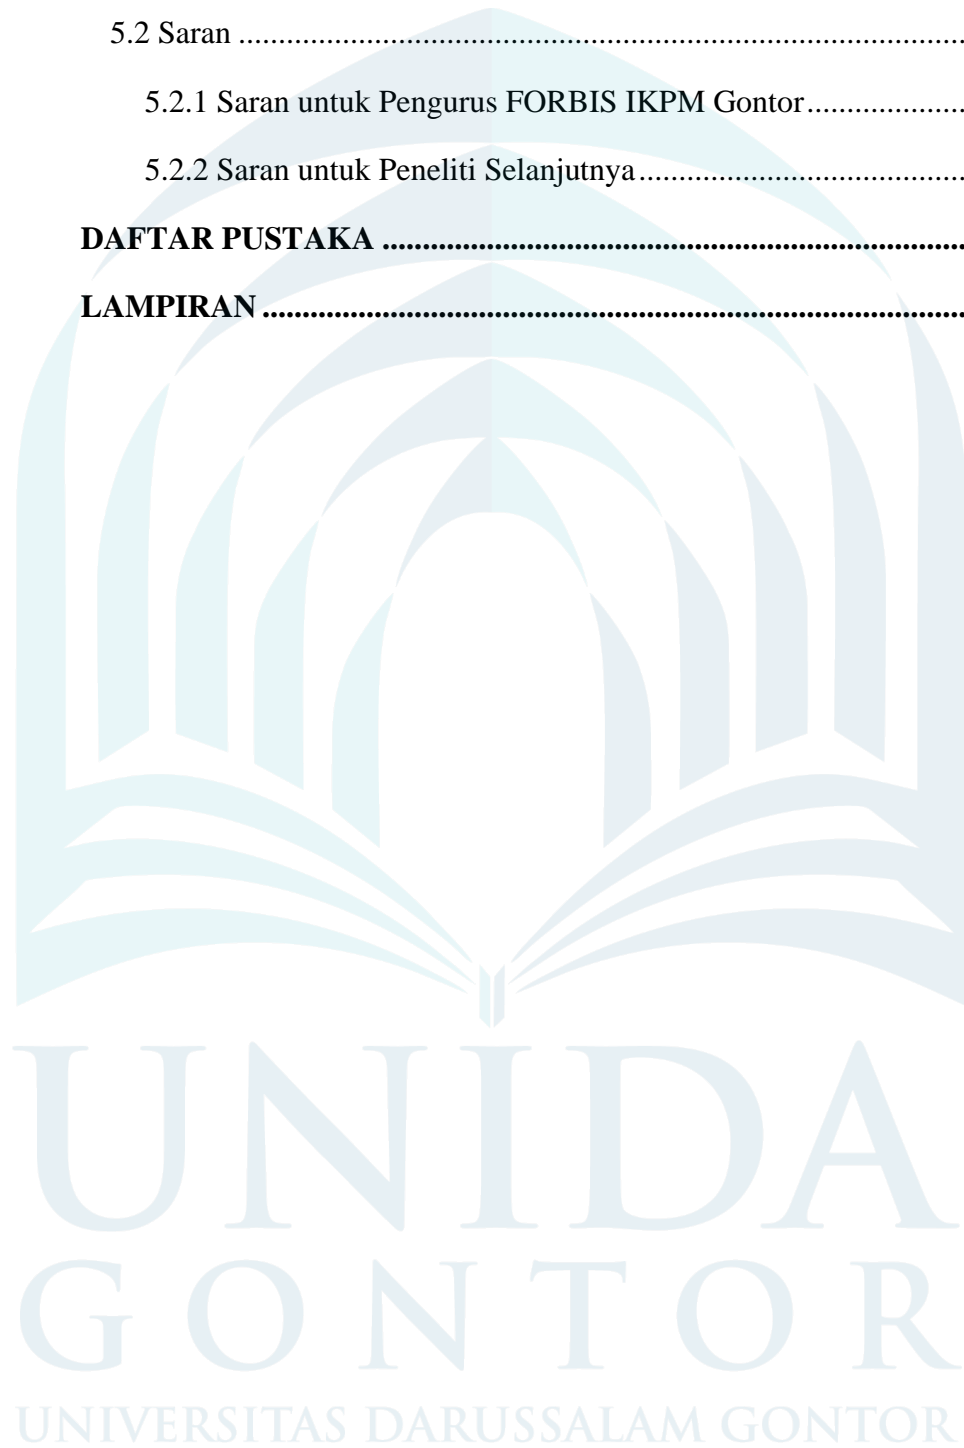 5.2 Saran ..........................................................................................
5.2.1 Saran untuk Pengurus FORBIS IKPM Gontor....................
5.2.2 Saran untuk Peneliti Selanjutnya.........................................
DAFTAR PUSTAKA .........................................................................
LAMPIRAN ........................................................................................
UNIDA
GONTOR
UNIVERSITAS DARUSSALAM GONTOR